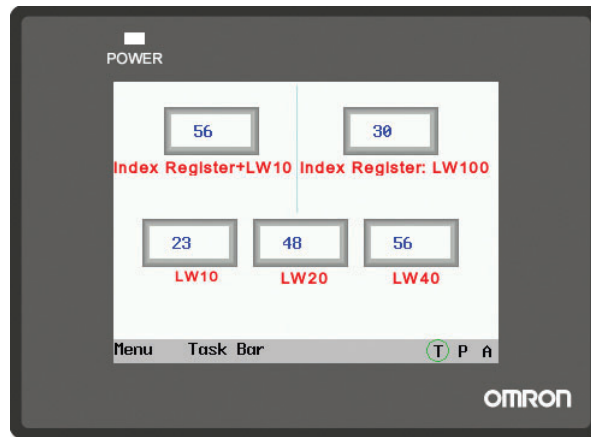 POWER
56
30
Index Register+LW10
Index Register: LW100
23
48
56
LW10
LW20
LW40
Menu Task Bar T P A
OMRON